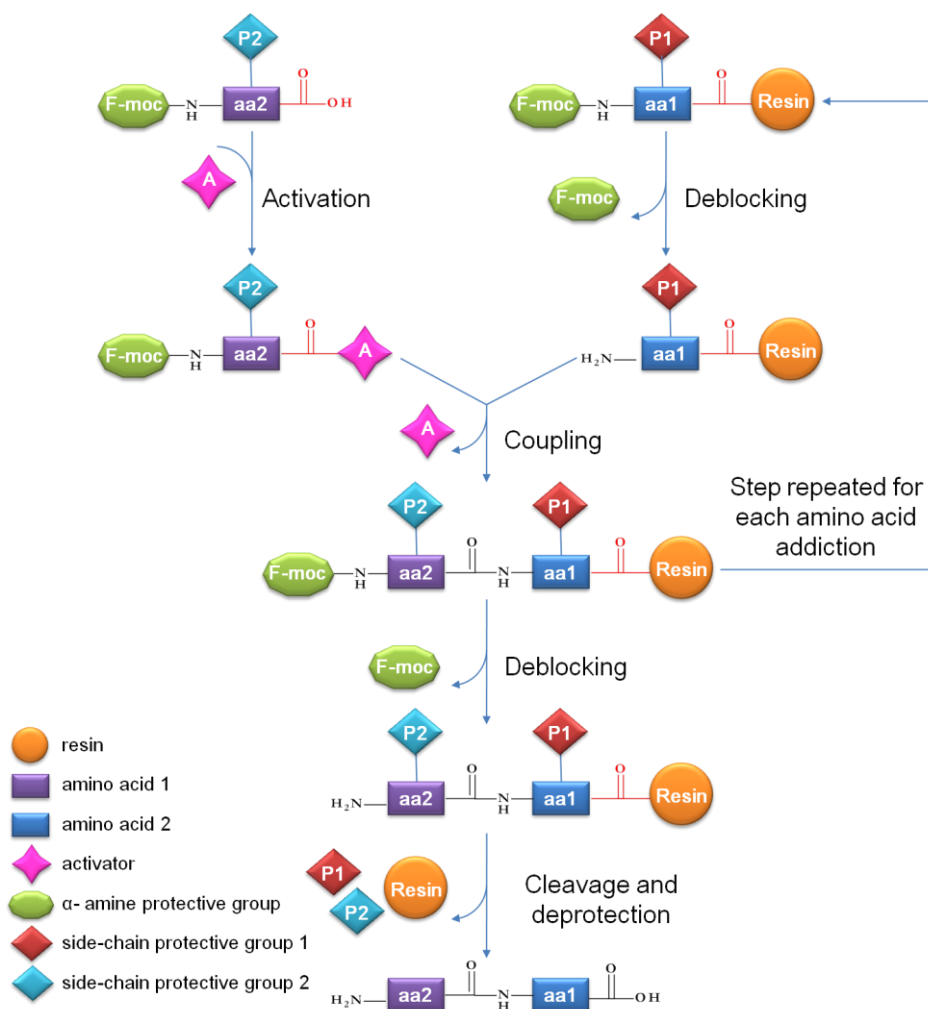 P2
P1
O
O
F-moc
N
H
aa2
OH
F-moc
N
H
aa1
Resin
A
Activation
F-moc
Deblocking
P2
P1
O
O
F-moc
N
H
aa2
A
H₂N
aa1
Resin
A
Coupling
P2
P1
Step repeated for
each amino acid
addiction
O
O
F-moc
N
H
aa2
N
H
aa1
Resin
F-moc
Deblocking
P2
P1
O
O
H₂N
aa2
N
H
aa1
Resin
P1
P2
Resin
Cleavage and
deprotection
O
O
H₂N
aa2
N
H
aa1
OH
resin
amino acid 1
amino acid 2
activator
α- amine protective group
side-chain protective group 1
side-chain protective group 2